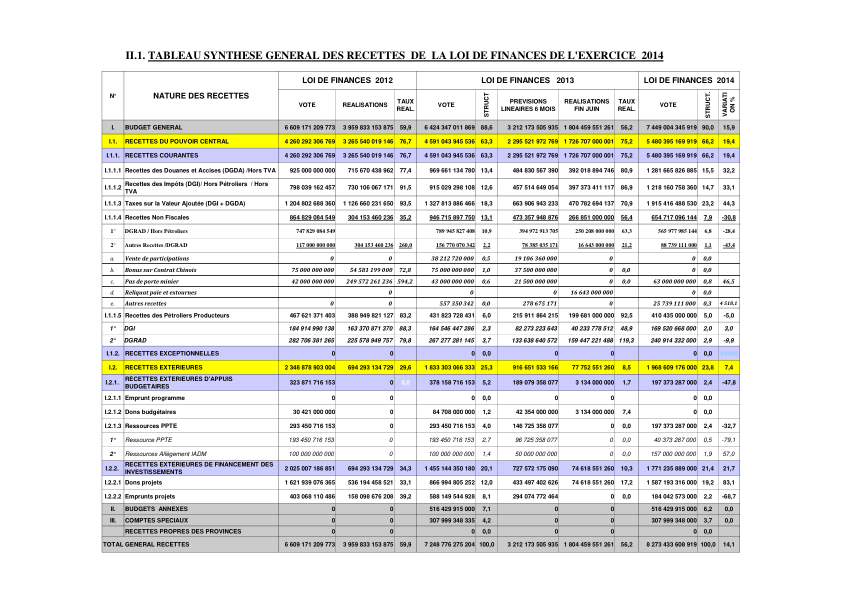 II.1. TABLEAU SYNTHESE GENERAL DES RECETTES DE LA LOI DE FINANCES DE L'EXERCICE 2014
N° NATURE DES RECETTES LOI DE FINANCES 2012 LOI DE FINANCES 2013 LOI DE FINANCES 2014
VOTE REALISATIONS TAUX REAL. VOTE STRUCT PREVISIONS LINEAIRES 6 MOIS REALISATIONS FIN JUIN TAUX REAL. VOTE STRUCT. VARIATI ON %
I. BUDGET GENERAL 6 609 171 209 773 3 959 833 153 875 59,9 6 424 347 011 869 88,6 3 212 173 505 935 1 804 459 551 261 56,2 7 449 004 345 919 90,0 15,9
I.1. RECETTES DU POUVOIR CENTRAL 4 260 292 306 769 3 265 540 019 146 76,7 4 591 043 945 536 63,3 2 295 521 972 769 1 726 707 000 001 75,2 5 480 395 169 919 66,2 19,4
I.1.1. RECETTES COURANTES 4 260 292 306 768 3 265 540 019 146 76,7 4 591 043 945 536 63,3 2 295 521 972 768 1 726 707 000 001 75,2 5 480 395 169 919 66,2 19,4
I.1.1.1 Recettes des Douanes et Accises (DGDA) /Hors TVA 925 000 000 000 715 670 438 962 77,4 969 661 134 780 13,4 484 830 567 390 392 018 894 746 80,9 1 281 665 826 885 15,5 32,2
I.1.1.2 Recettes des Impôts (DGI)/ Hors Pétroliers / Hors TVA 798 039 162 457 730 106 067 171 91,5 915 029 298 108 12,6 457 514 649 054 397 373 411 117 86,9 1 218 160 758 360 14,7 33,1
I.1.1.3 Taxes sur la Valeur Ajoutée (DGI + DGDA) 1 204 802 688 360 1 126 660 231 650 93,5 1 327 813 886 466 18,3 663 906 943 233 470 782 694 137 70,9 1 915 416 488 530 23,2 44,3
I.1.1.4 Recettes Non Fiscales 864 829 084 549 304 153 460 236 35,2 946 715 897 750 13,1 473 357 948 876 266 851 000 000 56,4 654 717 096 144 7,9 -30,8
1° DGRAD / Hors Pétroliers 747 829 084 549 789 945 827 408 10,9 394 972 913 705 250 208 000 000 63,3 565 977 985 144 6,8 -28,4
2° Autres Recettes /DGRAD 117 000 000 000 304 153 460 236 260,0 156 770 070 342 2,2 78 385 035 171 16 643 000 000 21,2 88 739 111 000 1,1 -43,4
a. Vente de participations 0 0 38 212 720 000 0,5 19 106 360 000 0 0,0
b. Bonus sur Contrat Chinois 75 000 000 000 54 581 199 000 72,8 75 000 000 000 1,0 37 500 000 000 0 0,0 0 0,0
c. Pas de porte minier 42 000 000 000 249 572 261 236 594,2 43 000 000 000 0,6 21 500 000 000 0 0,0 63 000 000 000 0,8 46,5
d. Reliquat paie et retournes 0 0 0 0 16 643 000 000 0 0,0
e. Autres recettes 0 0 557 350 342 0,0 278 675 171 0 0,0 25 739 111 000 0,3 4 518,1
I.1.1.5 Recettes des Pétroliers Producteurs 467 621 371 403 388 949 821 127 83,2 431 823 728 431 6,0 215 911 864 215 199 681 000 000 92,5 410 435 000 000 5,0 -5,0
1° DGI 184 914 990 138 163 370 871 370 88,3 164 546 447 286 2,3 82 273 223 643 40 233 778 512 48,9 169 520 668 000 2,0 3,0
2° DGRAD 282 706 381 265 225 578 949 757 79,8 267 277 281 145 3,7 133 638 640 572 159 447 221 488 119,3 240 914 332 000 2,9 -9,9
I.1.2. RECETTES EXCEPTIONNELLES 0 0 0 0,0 0 0 0 0,0
I.2. RECETTES EXTERIEURES 2 348 878 903 004 694 293 134 729 29,6 1 833 303 066 333 25,3 916 651 533 166 77 752 551 260 8,5 1 968 609 176 000 23,8 7,4
I.2.1. RECETTES EXTERIEURES D'APPUIS BUDGETAIRES 323 871 716 153 0 0,0 378 158 716 153 5,2 189 079 358 077 3 134 000 000 1,7 197 373 287 000 2,4 -47,8
I.2.1.1 Emprunt programme 0 0 0 0,0 0 0 0 0,0
I.2.1.2 Dons budgétaires 30 421 000 000 0 84 708 000 000 1,2 42 354 000 000 3 134 000 000 7,4 0 0,0
I.2.1.3 Ressources PPTE 293 450 716 153 0 293 450 716 153 4,0 146 725 358 077 0 0,0 197 373 287 000 2,4 -32,7
1° Ressource PPTE 193 450 716 153 0 193 450 716 153 2,7 96 725 358 077 0 0,0 40 373 287 000 0,5 -79,1
2° Ressources Allégement IADM 100 000 000 000 0 100 000 000 000 1,4 50 000 000 000 0 0,0 157 000 000 000 1,9 57,0
I.2.2. RECETTES EXTERIEURES DE FINANCEMENT DES INVESTISSEMENTS 2 025 007 186 851 694 293 134 729 34,3 1 455 144 350 180 20,1 727 572 175 090 74 618 551 260 10,3 1 771 235 889 000 21,4 21,7
I.2.2.1 Dons projets 1 621 939 076 365 536 194 458 521 33,1 866 994 805 252 12,0 433 497 402 626 74 618 551 260 17,2 1 587 193 316 000 19,2 83,1
I.2.2.2 Emprunts projets 403 068 110 486 158 098 676 208 39,2 588 149 544 928 8,1 294 074 772 464 0 0,0 184 042 573 000 2,2 -68,7
II. BUDGETS ANNEXES 0 0 516 429 915 000 7,1 0 0 516 429 915 000 6,2 0,0
III. COMPTES SPECIAUX 0 0 307 999 348 335 4,2 0 0 307 999 348 000 3,7 0,0
RECETTES PROPRES DES PROVINCES 0 0 0 0 0 0 0,0
TOTAL GENERAL RECETTES 6 609 171 209 773 3 959 833 153 875 59,9 7 248 776 275 204 100,0 3 212 173 505 935 1 804 459 551 261 56,2 8 273 433 608 919 100,0 14,1